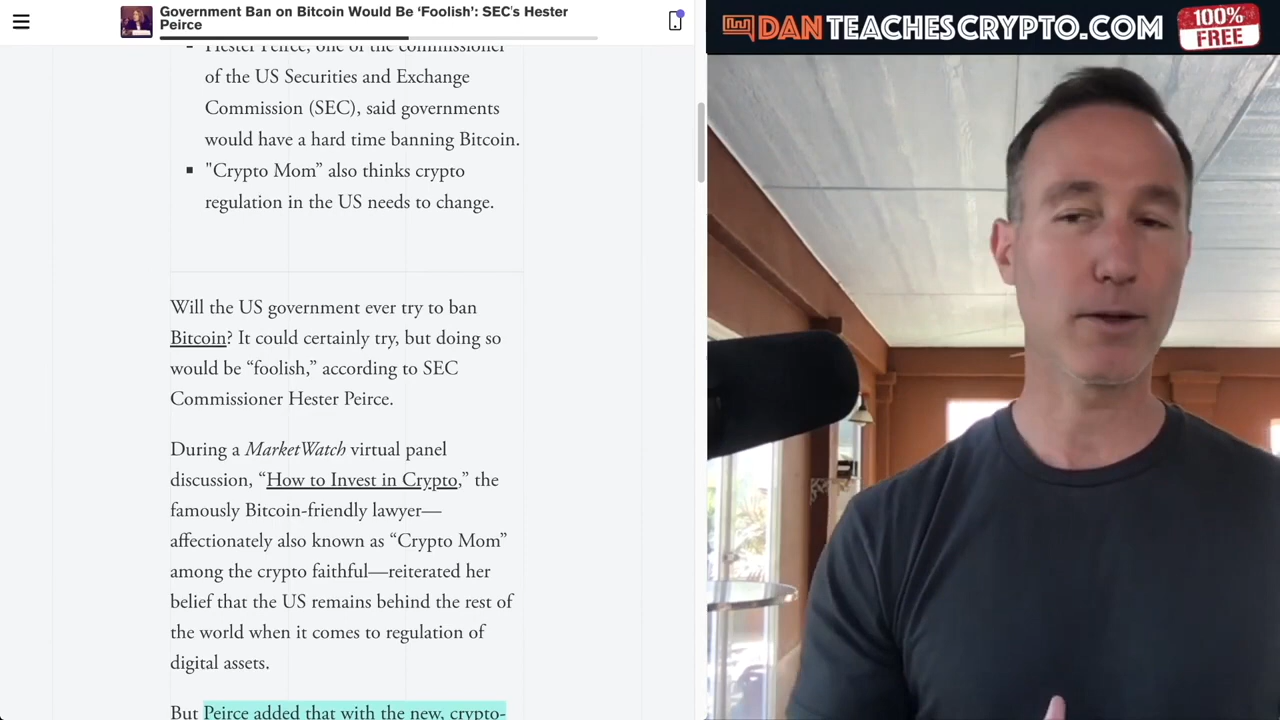 Government Ban on Bitcoin Would Be ‘Foolish’: SEC's Hester
Peirce
Hester Peirce, one of the commissioner
of the US Securities and Exchange
Commission (SEC), said governments
would have a hard time banning Bitcoin.
"Crypto Mom” also thinks crypto
regulation in the US needs to change.
Will the US government ever try to ban
Bitcoin? It could certainly try, but doing so
would be “foolish,” according to SEC
Commissioner Hester Peirce.
During a MarketWatch virtual panel
discussion, “How to Invest in Crypto,” the
famously Bitcoin-friendly lawyer—
affectionately also known as “Crypto Mom”
among the crypto faithful—reiterated her
belief that the US remains behind the rest of
the world when it comes to regulation of
digital assets.
But Peirce added that with the new, crypto-
DANTEACHESCRYPTO.COM
100%
FREE